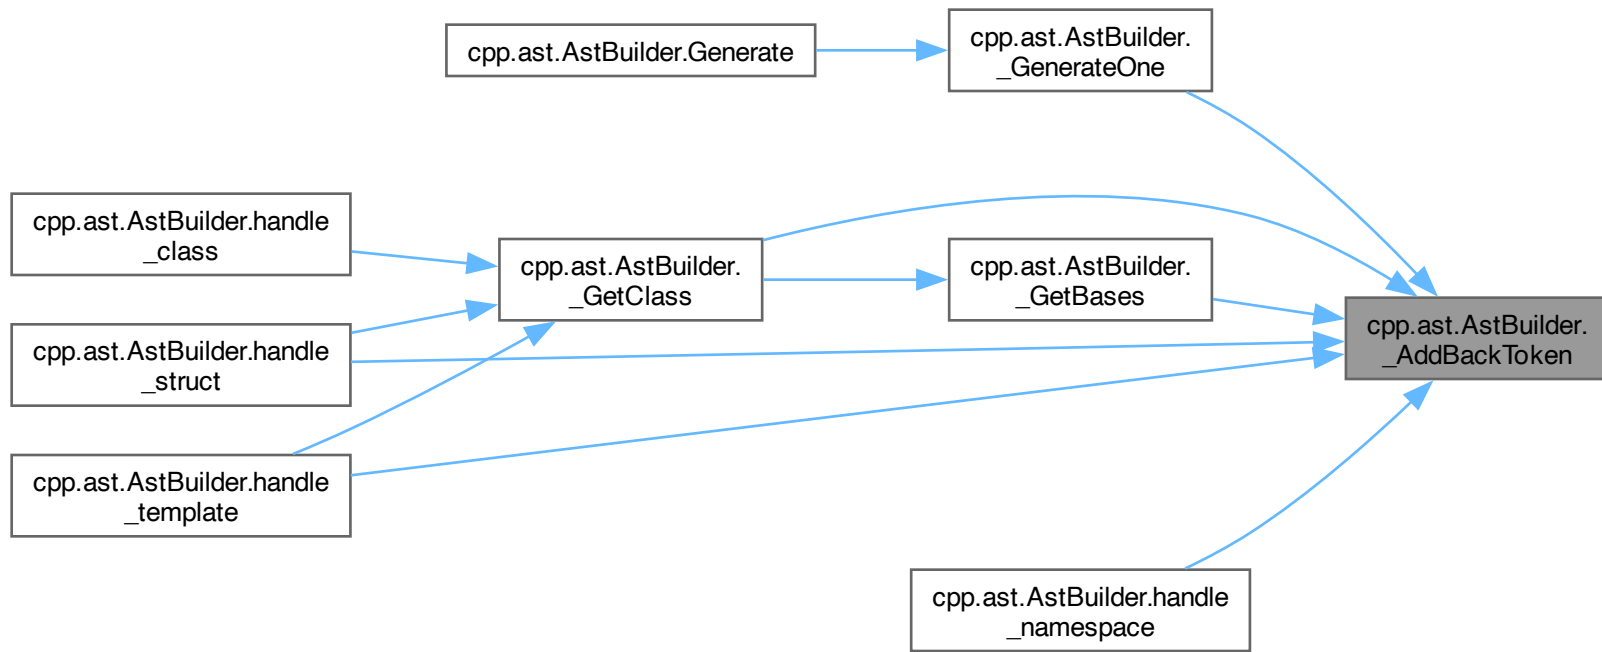 cpp.ast.AstBuilder.Generate
cpp.ast.AstBuilder.
_GenerateOne
cpp.ast.AstBuilder.handle
_class
cpp.ast.AstBuilder.
_GetClass
cpp.ast.AstBuilder.
_GetBases
cpp.ast.AstBuilder.
_AddBackToken
cpp.ast.AstBuilder.handle
_struct
cpp.ast.AstBuilder.handle
_template
cpp.ast.AstBuilder.handle
_namespace